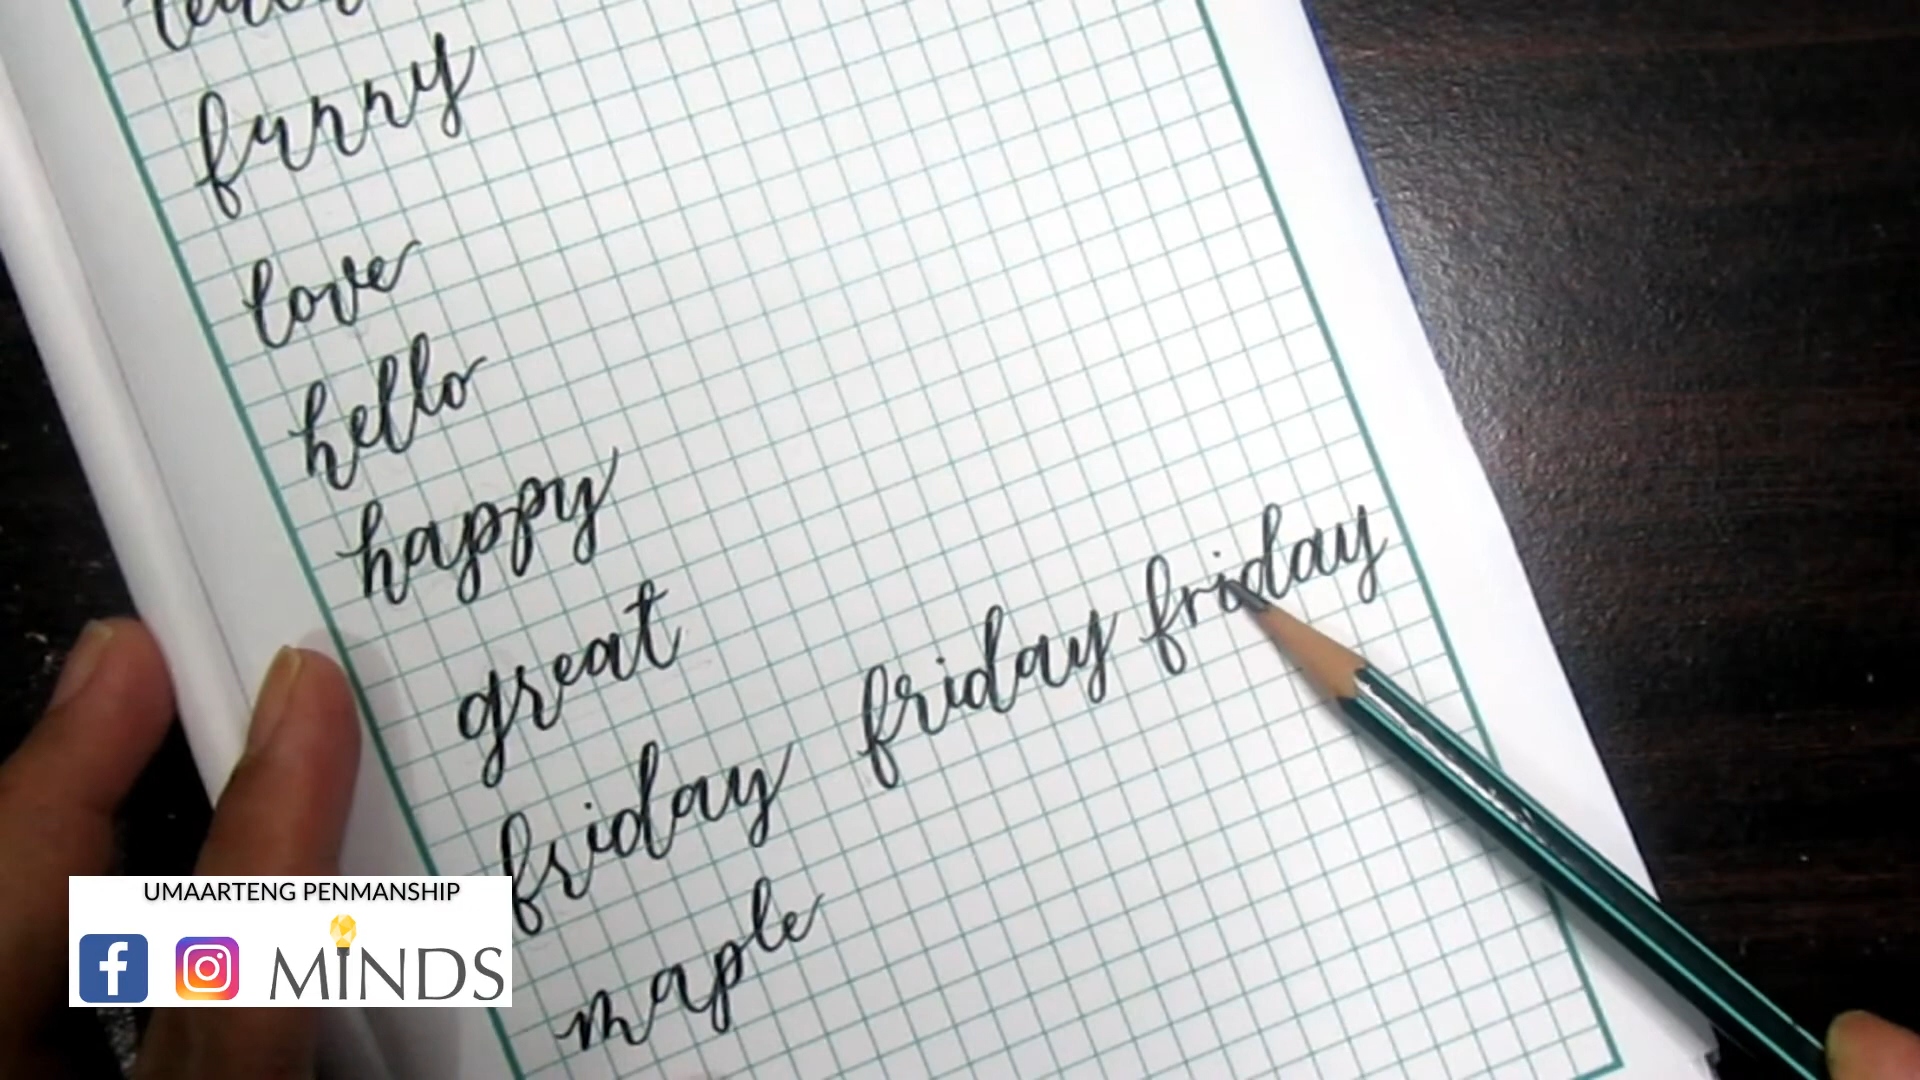 funny
love
hello
happy
great
friday friday friday
maple
UMAARTENG PENMANSHIP
MINDS